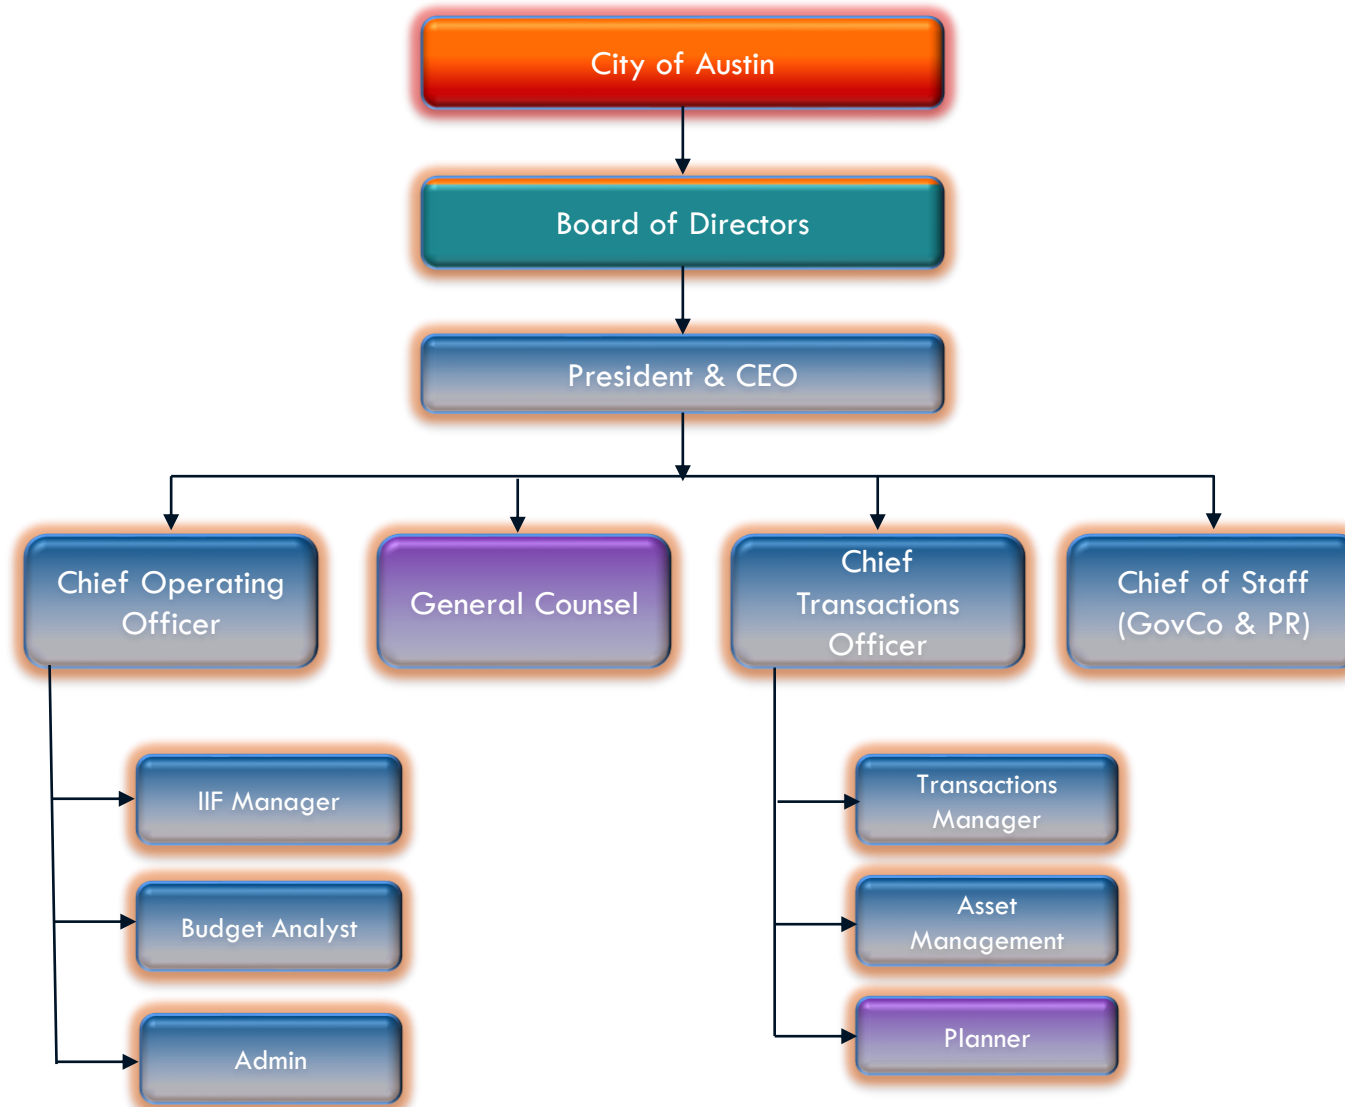 City of Austin
Board of Directors
President & CEO
Chief Operating
Officer
General Counsel
Chief
Transactions
Officer
Chief of Staff
(GovCo & PR)
IIF Manager
Budget Analyst
Admin
Transactions
Manager
Asset
Management
Planner